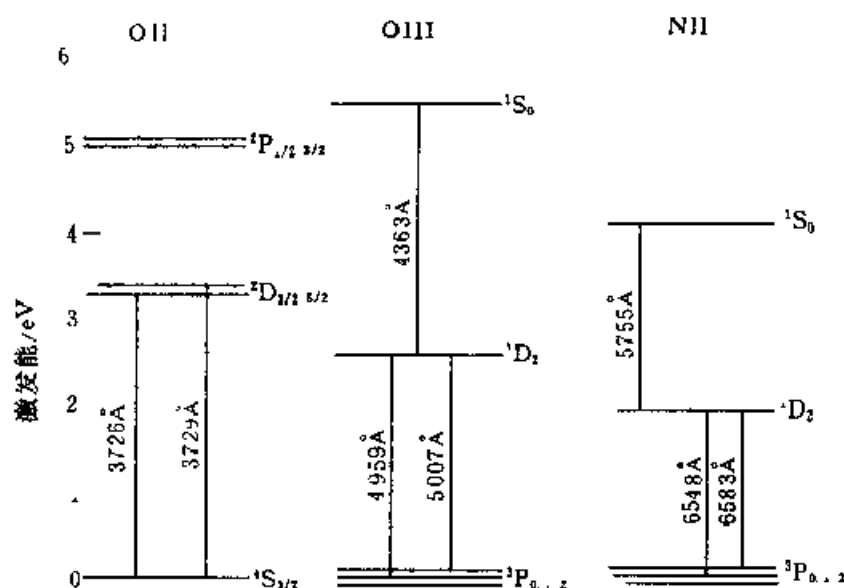 OII OIII NII
6
¹S₀
5 ²P₁/₂ ₃/₂
4363Å
4 ¹S₀
²D₃/₂ ₅/₂
3
5755Å
激发能/eV
¹D₂
2 ¹D₂
3726Å 3729Å 4959Å 5007Å 6548Å 6583Å
0 ⁴S₃/₂ ³P₀,₁,₂ ³P₀,₁,₂